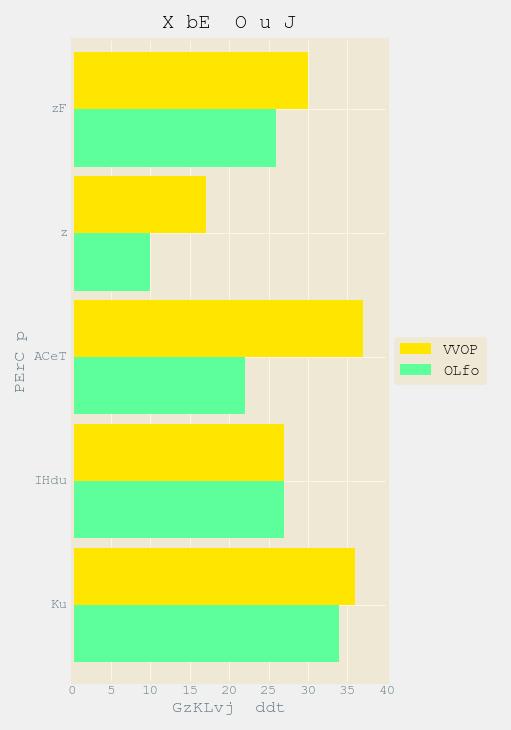 X bE  O u J
zF
z
ACeT
IHdu
Ku
PErC p
0 5 10 15 20 25 30 35 40
GzKLvj  ddt
VVOP
OLfo